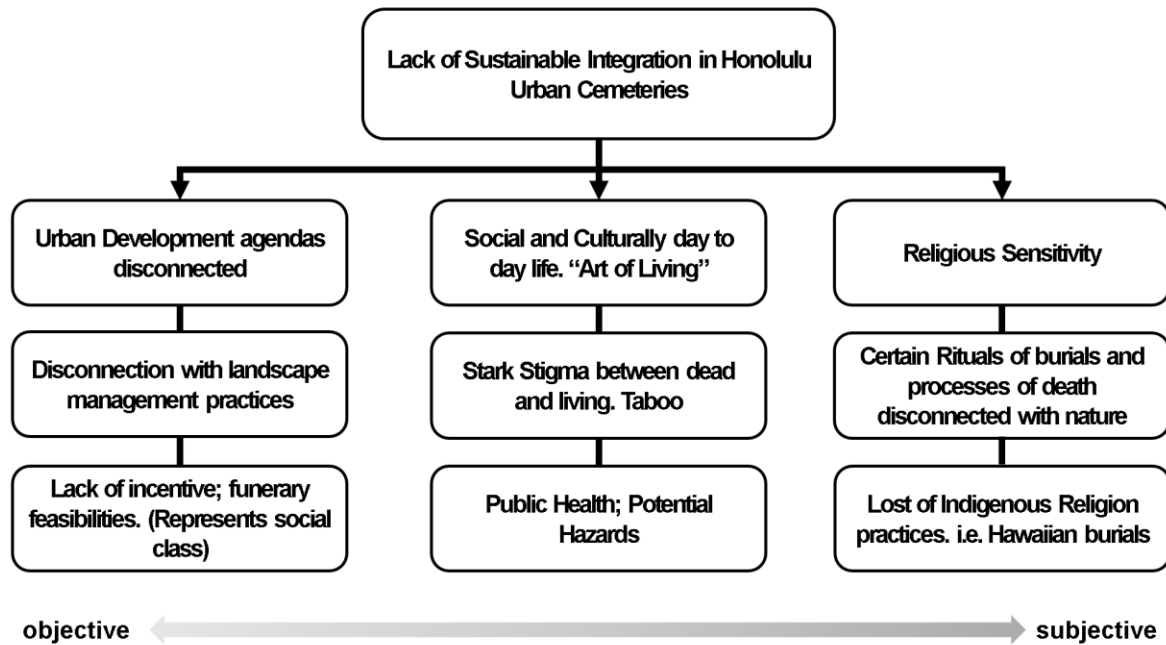 Lack of Sustainable Integration in Honolulu
Urban Cemeteries
Urban Development agendas
disconnected
Social and Culturally day to
day life. “Art of Living”
Religious Sensitivity
Disconnection with landscape
management practices
Stark Stigma between dead
and living. Taboo
Certain Rituals of burials and
processes of death
disconnected with nature
Lack of incentive; funerary
feasibilities. (Represents social
class)
Public Health; Potential
Hazards
Lost of Indigenous Religion
practices. i.e. Hawaiian burials
objective
subjective